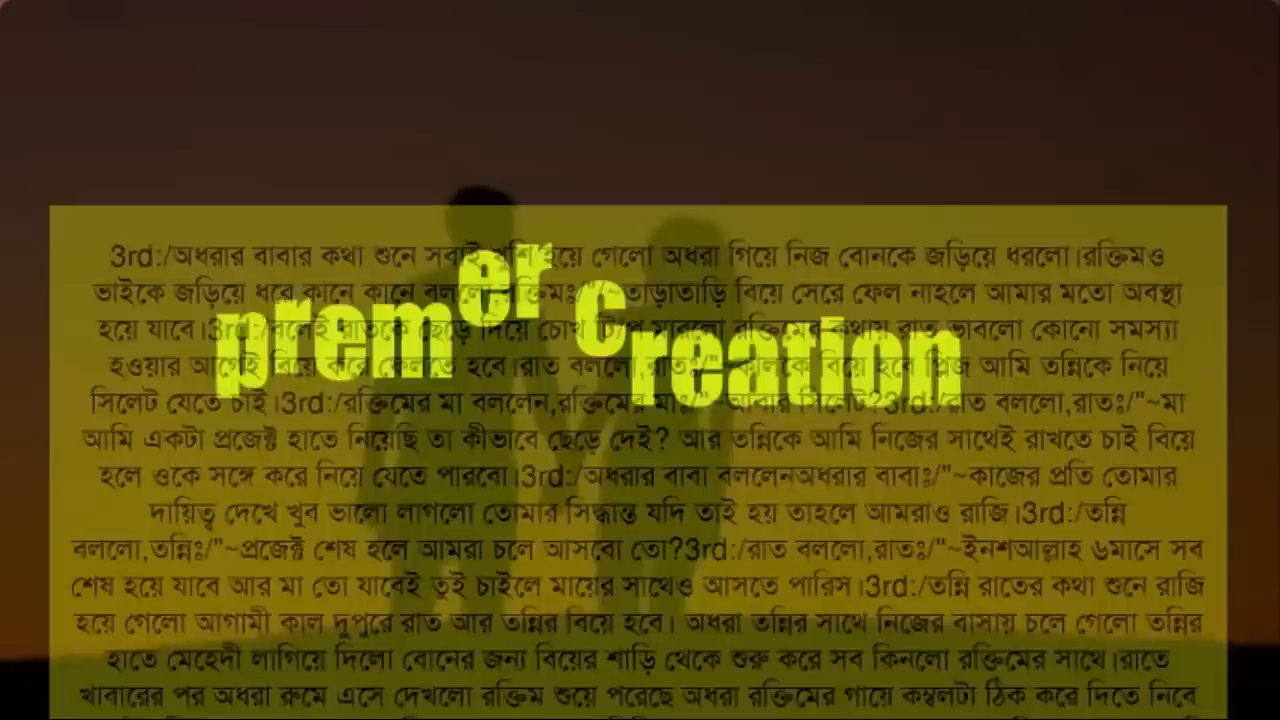 3rd:/অধরার বাবার কথা শুনে সবাই খুশি হয়ে গেলো অধরা গিয়ে নিজ বোনকে জড়িয়ে ধরলো।রক্তিমও
ভাইকে জড়িয়ে ধরে কানে কানে তাড়াতাড়ি বিয়ে সেরে ফেল নাহলে আমার মতো অবস্থা
হয়ে যাবে।3rd:/বলেই রাতকে ছেড়ে দিয়ে চোখ রক্তিমের কথায় রাত ভাবলো কোনো সমস্যা
হওয়ার আগেই বিয়ে করে ফেলতে হবে।রাত বললো,রাতঃ/"~কালকে বিয়ে হবে প্লিজ আমি তন্নিকে নিয়ে
সিলেট যেতে চাই।3rd:/রক্তিমের মা বললেন,রক্তিমের মাঃ/"~আবার সিলেট?3rd:/রাত বললো,রাতঃ/"~মা
আমি একটা প্রজেক্ট হাতে নিয়েছি তা কীভাবে ছেড়ে দেই? আর তন্নিকে আমি নিজের সাথেই রাখতে চাই বিয়ে
হলে ওকে সঙ্গে করে নিয়ে যেতে পারবো।3rd:/অধরার বাবা বললেনঅধরার বাবাঃ/"~কাজের প্রতি তোমার
দায়িত্ব দেখে খুব ভালো লাগলো তোমার সিদ্ধান্ত যদি তাই হয় তাহলে আমরাও রাজি।3rd:/তন্নি
বললো,তন্নিঃ/"~প্রজেক্ট শেষ হলে আমরা চলে আসবো তো?3rd:/রাত বললো,রাতঃ/"~ইনশআল্লাহ ৬মাসে সব
শেষ হয়ে যাবে আর মা তো যাবেই তুই চাইলে মায়ের সাথেও আসতে পারিস।3rd:/তন্নি রাতের কথা শুনে রাজি
হয়ে গেলো আগামী কাল দুপুরে রাত আর তন্নির বিয়ে হবে। অধরা তন্নির সাথে নিজের বাসায় চলে গেলো তন্নির
হাতে মেহেদী লাগিয়ে দিলো বোনের জন্য বিয়ের শাড়ি থেকে শুরু করে সব কিনলো রক্তিমের সাথে।রাতে
খাবারের পর অধরা রুমে এসে দেখলো রক্তিম শুয়ে পরেছে অধরা রক্তিমের গায়ে কম্বলটা ঠিক করে দিতে নিবে
premer creation